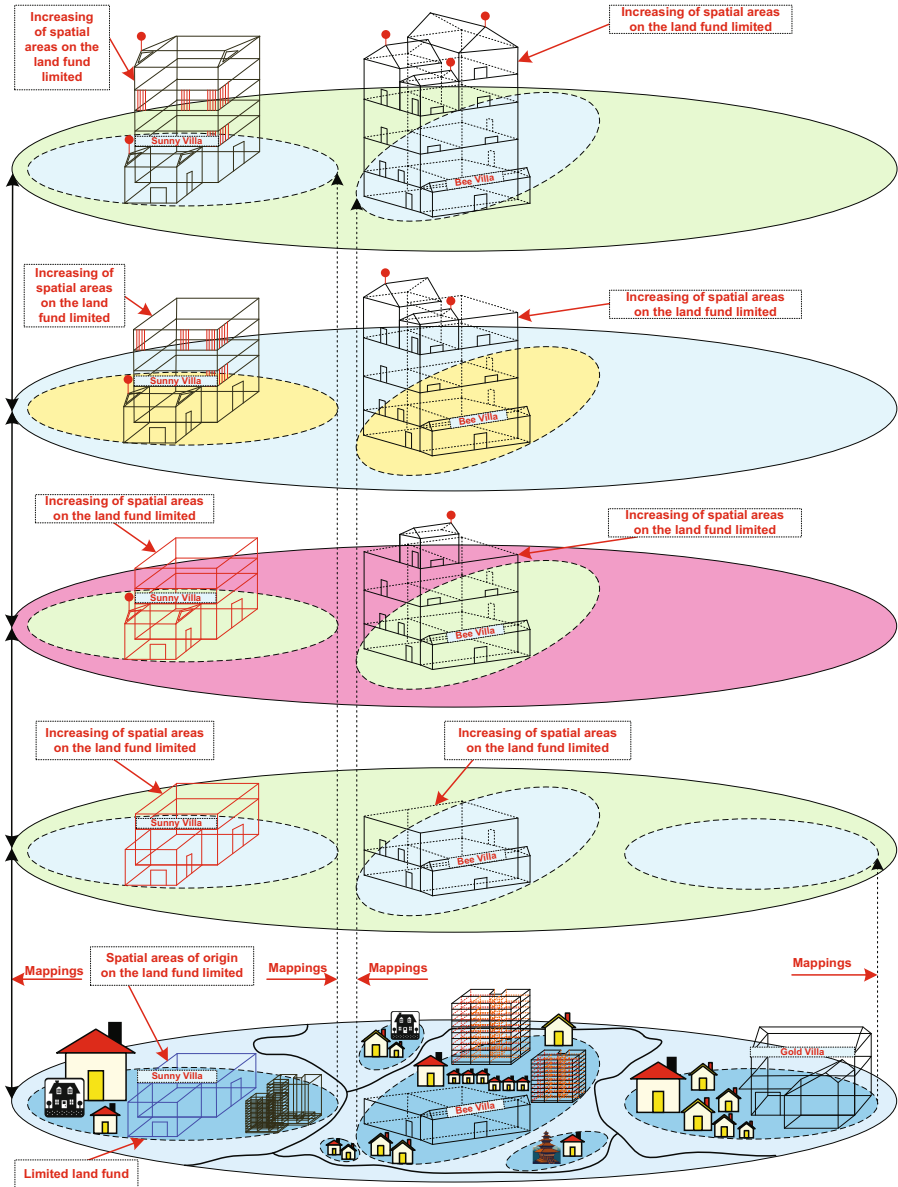 Increasing
of spatial
areas on the
land fund
limited
Increasing of spatial areas
on the land fund limited
Sunny Villa
Bee Villa
Increasing of
spatial areas
on the land
fund limited
Increasing of spatial areas
on the land fund limited
Sunny Villa
Bee Villa
Increasing of spatial areas
on the land fund limited
Increasing of spatial areas
on the land fund limited
Sunny Villa
Bee Villa
Increasing of spatial areas
on the land fund limited
Increasing of spatial areas
on the land fund limited
Sunny Villa
Bee Villa
Spatial areas of origin
on the land fund limited
Mappings
Mappings
Mappings
Mappings
Sunny Villa
Bee Villa
Gold Villa
Limited land fund